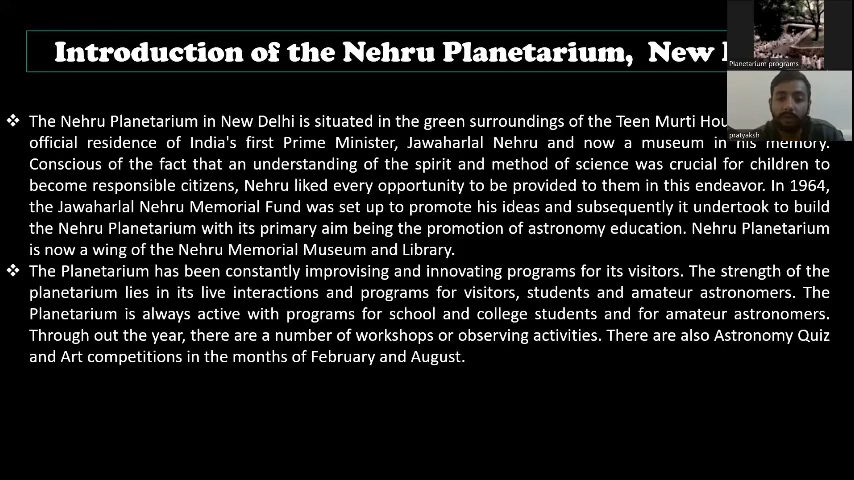 Introduction of the Nehru Planetarium, New
Planetarium programs
pratyaksh
The Nehru Planetarium in New Delhi is situated in the green surroundings of the Teen Murti
official residence of India's first Prime Minister, Jawaharlal Nehru and now a museum in his memory.
Conscious of the fact that an understanding of the spirit and method of science was crucial for children to
become responsible citizens, Nehru liked every opportunity to be provided to them in this endeavor. In 1964,
the Jawaharlal Nehru Memorial Fund was set up to promote his ideas and subsequently it undertook to build
the Nehru Planetarium with its primary aim being the promotion of astronomy education. Nehru Planetarium
is now a wing of the Nehru Memorial Museum and Library.
The Planetarium has been constantly improvising and innovating programs for its visitors. The strength of the
planetarium lies in its live interactions and programs for visitors, students and amateur astronomers. The
Planetarium is always active with programs for school and college students and for amateur astronomers.
Through out the year, there are a number of workshops or observing activities. There are also Astronomy Quiz
and Art competitions in the months of February and August.